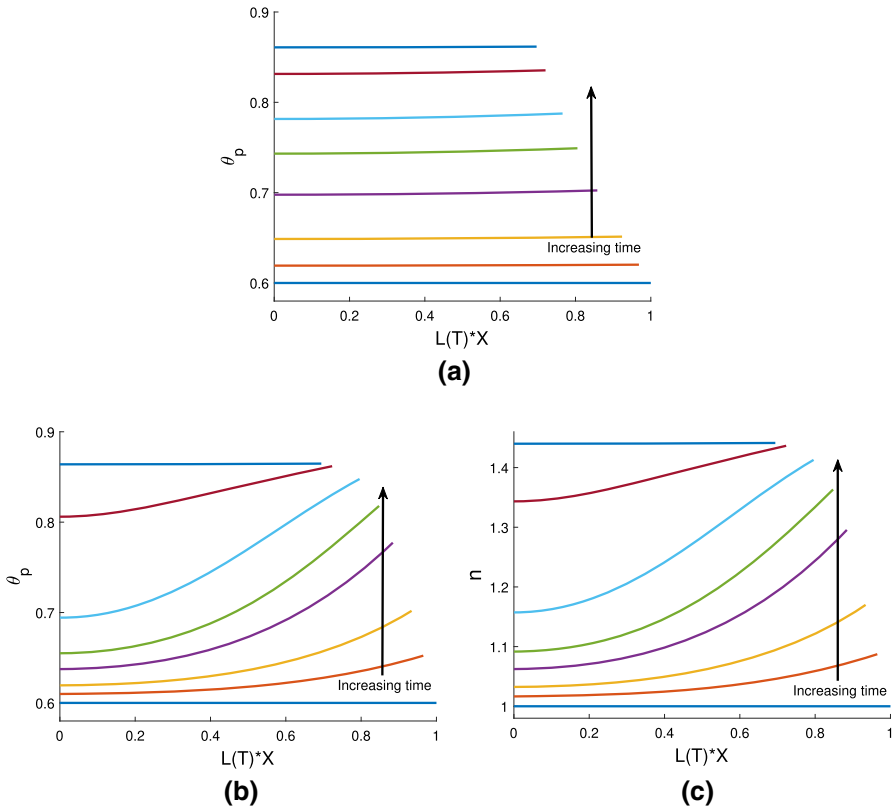 0.9
0.8
0.7
0.6
θp
Increasing time
0 0.2 0.4 0.6 0.8 1
L(T)*X
(a)
0.9
0.8
0.7
0.6
θp
Increasing time
0 0.2 0.4 0.6 0.8 1
L(T)*X
(b)
1.4
1.3
1.2
1.1
1
n
Increasing time
0 0.2 0.4 0.6 0.8 1
L(T)*X
(c)